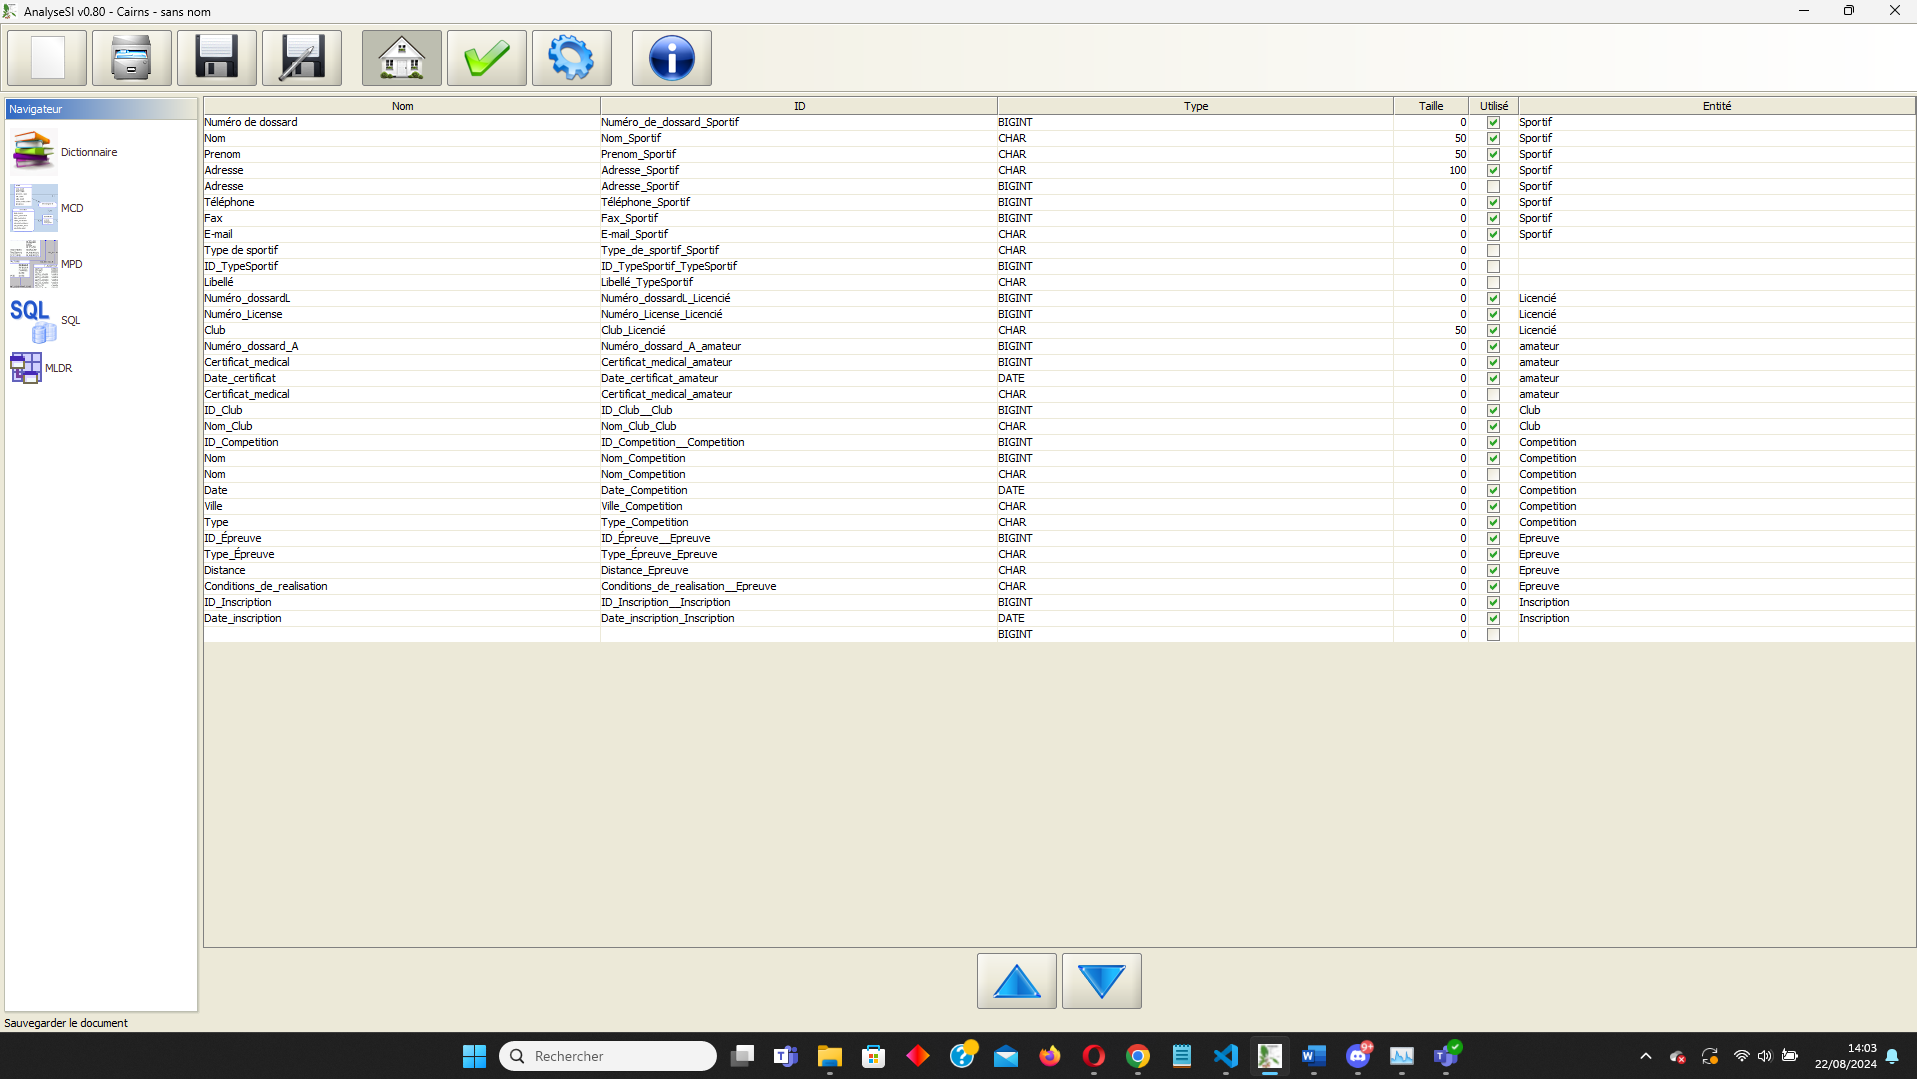 AnalyseSI v0.80 - Cairns - sans nom
Navigateur
Dictionnaire
MCD
MPD
SQL
SQL
MLDR
Nom ID Type Taille Utilisé Entité
Numéro de dossard Numéro_de_dossard_Sportif BIGINT 0 Sportif
Nom Nom_Sportif CHAR 50 Sportif
Prenom Prenom_Sportif CHAR 50 Sportif
Adresse Adresse_Sportif CHAR 100 Sportif
Adresse Adresse_Sportif BIGINT 0 Sportif
Téléphone Téléphone_Sportif BIGINT 0 Sportif
Fax Fax_Sportif BIGINT 0 Sportif
E-mail E-mail_Sportif CHAR 0 Sportif
Type de sportif Type_de_sportif_Sportif CHAR 0
ID_TypeSportif ID_TypeSportif_TypeSportif BIGINT 0
Libellé Libellé_TypeSportif CHAR 0
Numéro_dossardL Numéro_dossardL_Licencié BIGINT 0 Licencié
Numéro_License Numéro_License_Licencié BIGINT 0 Licencié
Club Club_Licencié CHAR 50 Licencié
Numéro_dossard_A Numéro_dossard_A_amateur BIGINT 0 amateur
Certificat_medical Certificat_medical_amateur BIGINT 0 amateur
Date_certificat Date_certificat_amateur DATE 0 amateur
Certificat_medical Certificat_medical_amateur CHAR 0 amateur
ID_Club ID_Club__Club BIGINT 0 Club
Nom_Club Nom_Club_Club CHAR 0 Club
ID_Competition ID_Competition__Competition BIGINT 0 Competition
Nom Nom_Competition BIGINT 0 Competition
Nom Nom_Competition CHAR 0 Competition
Date Date_Competition DATE 0 Competition
Ville Ville_Competition CHAR 0 Competition
Type Type_Competition CHAR 0 Competition
ID_Épreuve ID_Épreuve__Epreuve BIGINT 0 Epreuve
Type_Épreuve Type_Épreuve_Epreuve CHAR 0 Epreuve
Distance Distance_Epreuve CHAR 0 Epreuve
Conditions_de_realisation Conditions_de_realisation__Epreuve CHAR 0 Epreuve
ID_Inscription ID_Inscription__Inscription BIGINT 0 Inscription
Date_inscription Date_inscription_Inscription DATE 0 Inscription
BIGINT 0
Sauvegarder le document
Rechercher
9+
14:03
22/08/2024